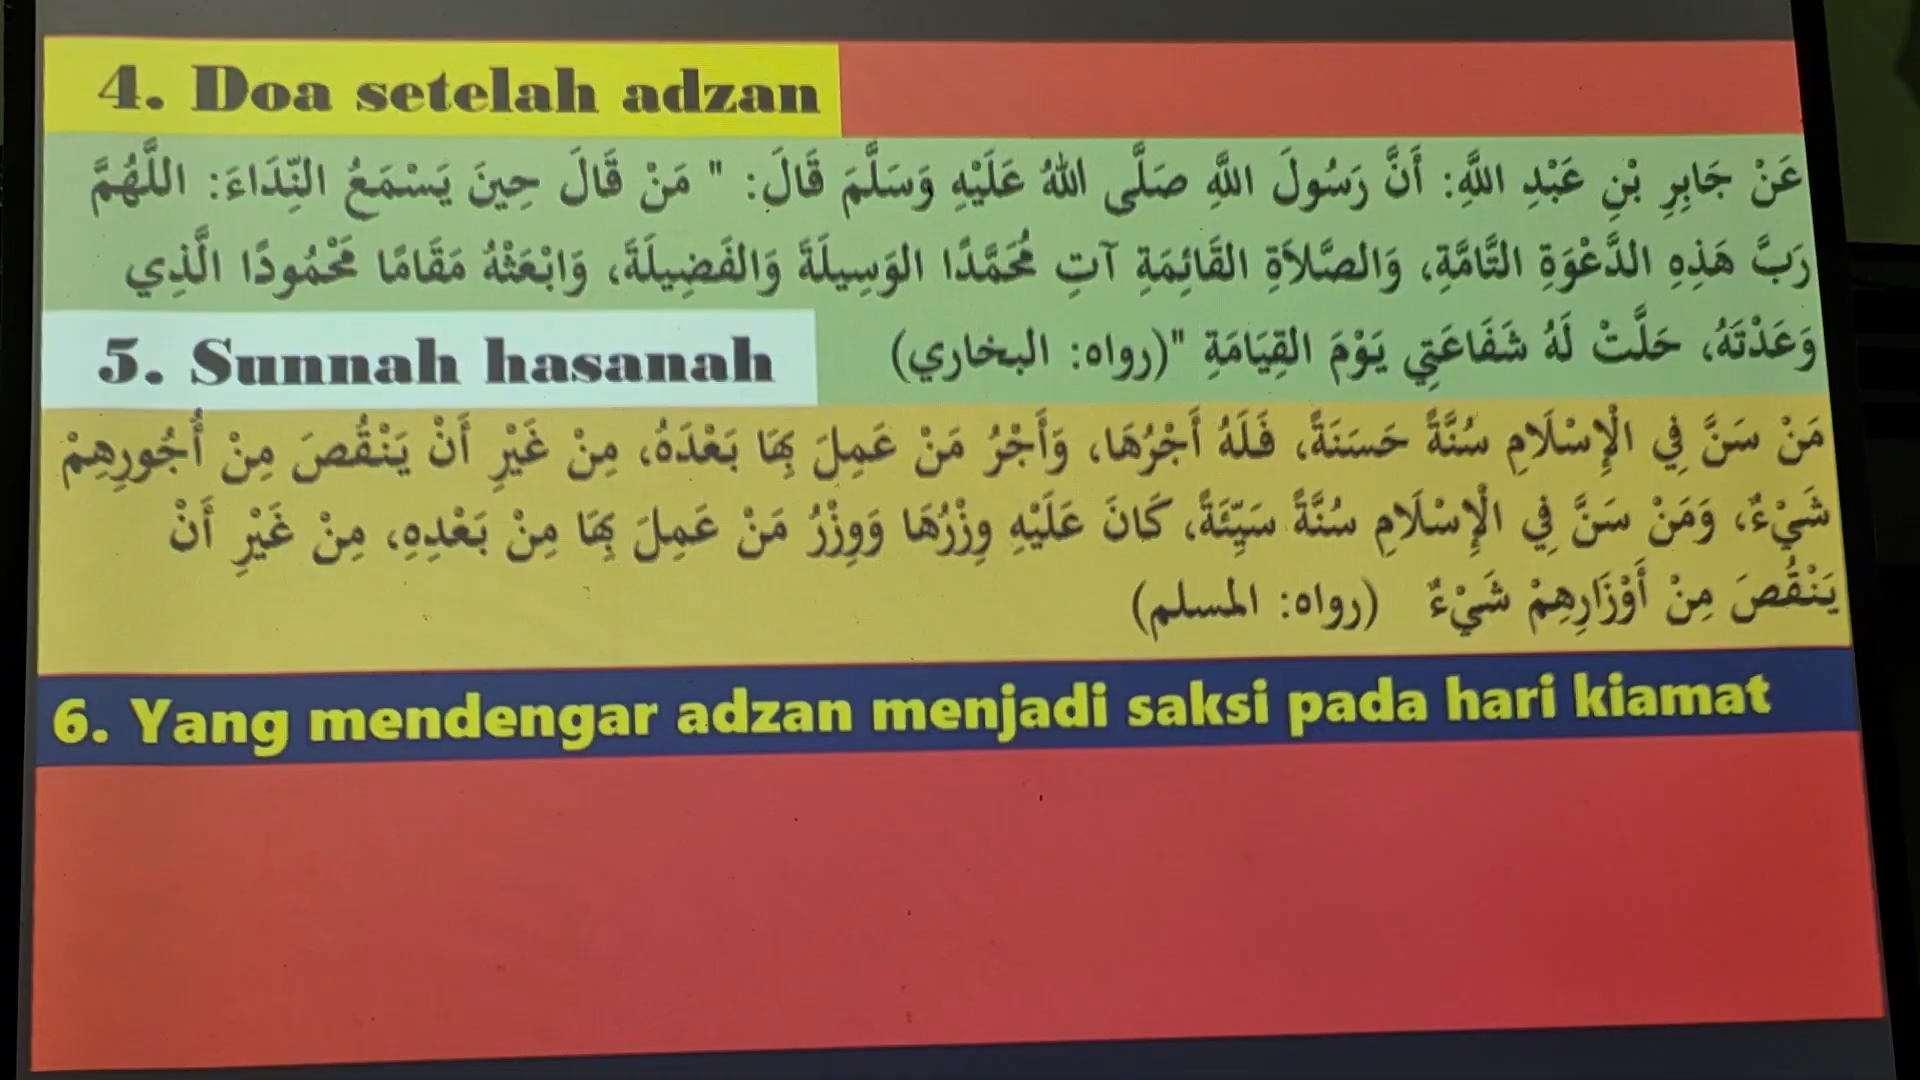 4. Doa setelah adzan
عَنْ جَابِرِ بْنِ عَبْدِ اللَّهِ: أَنَّ رَسُولَ اللَّهِ صَلَّى اللهُ عَلَيْهِ وَسَلَّمَ قَالَ: " مَنْ قَالَ حِينَ يَسْمَعُ النِّدَاءَ: اللَّهُمَّ
رَبَّ هَذِهِ الدَّعْوَةِ التَّامَّةِ، وَالصَّلاَةِ القَائِمَةِ آتِ مُحَمَّدًا الوَسِيلَةَ وَالفَضِيلَةَ، وَابْعَثْهُ مَقَامًا مَحْمُودًا الَّذِي
وَعَدْتَهُ، حَلَّتْ لَهُ شَفَاعَتِي يَوْمَ القِيَامَةِ "(رواه: البخاري)
5. Sunnah hasanah
مَنْ سَنَّ فِي الْإِسْلَامِ سُنَّةً حَسَنَةً، فَلَهُ أَجْرُهَا، وَأَجْرُ مَنْ عَمِلَ بِهَا بَعْدَهُ، مِنْ غَيْرِ أَنْ يَنْقُصَ مِنْ أُجُورِهِمْ
شَيْءٌ، وَمَنْ سَنَّ فِي الْإِسْلَامِ سُنَّةً سَيِّئَةً، كَانَ عَلَيْهِ وِزْرُهَا وَوِزْرُ مَنْ عَمِلَ بِهَا مِنْ بَعْدِهِ، مِنْ غَيْرِ أَنْ
يَنْقُصَ مِنْ أَوْزَارِهِمْ شَيْءٌ (رواه: المسلم)
6. Yang mendengar adzan menjadi saksi pada hari kiamat